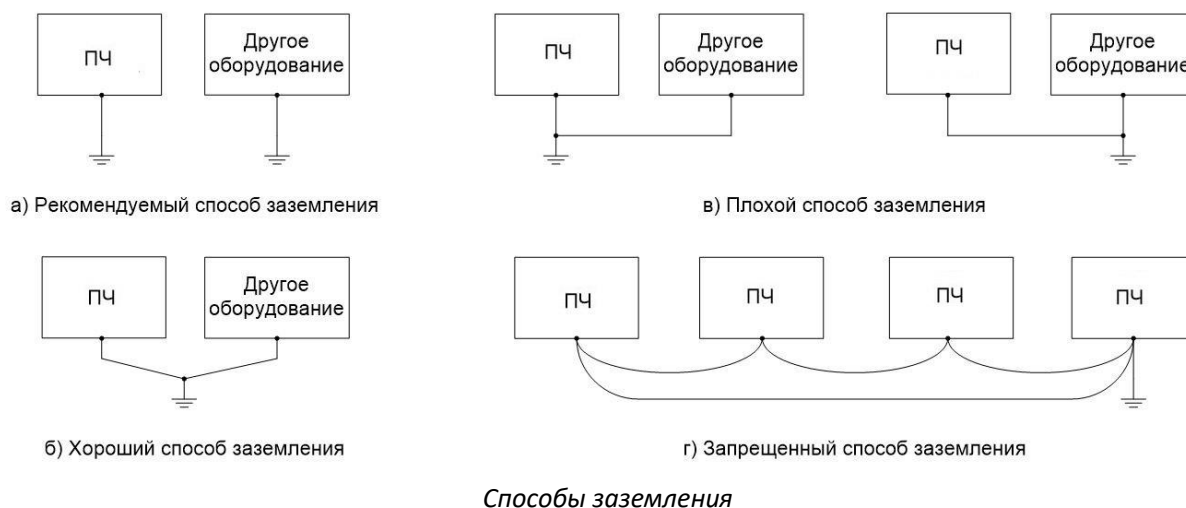 ПЧ
Другое
оборудование
а) Рекомендуемый способ заземления
ПЧ
Другое
оборудование
ПЧ
Другое
оборудование
в) Плохой способ заземления
ПЧ
Другое
оборудование
б) Хороший способ заземления
ПЧ
ПЧ
ПЧ
ПЧ
г) Запрещенный способ заземления
Способы заземления